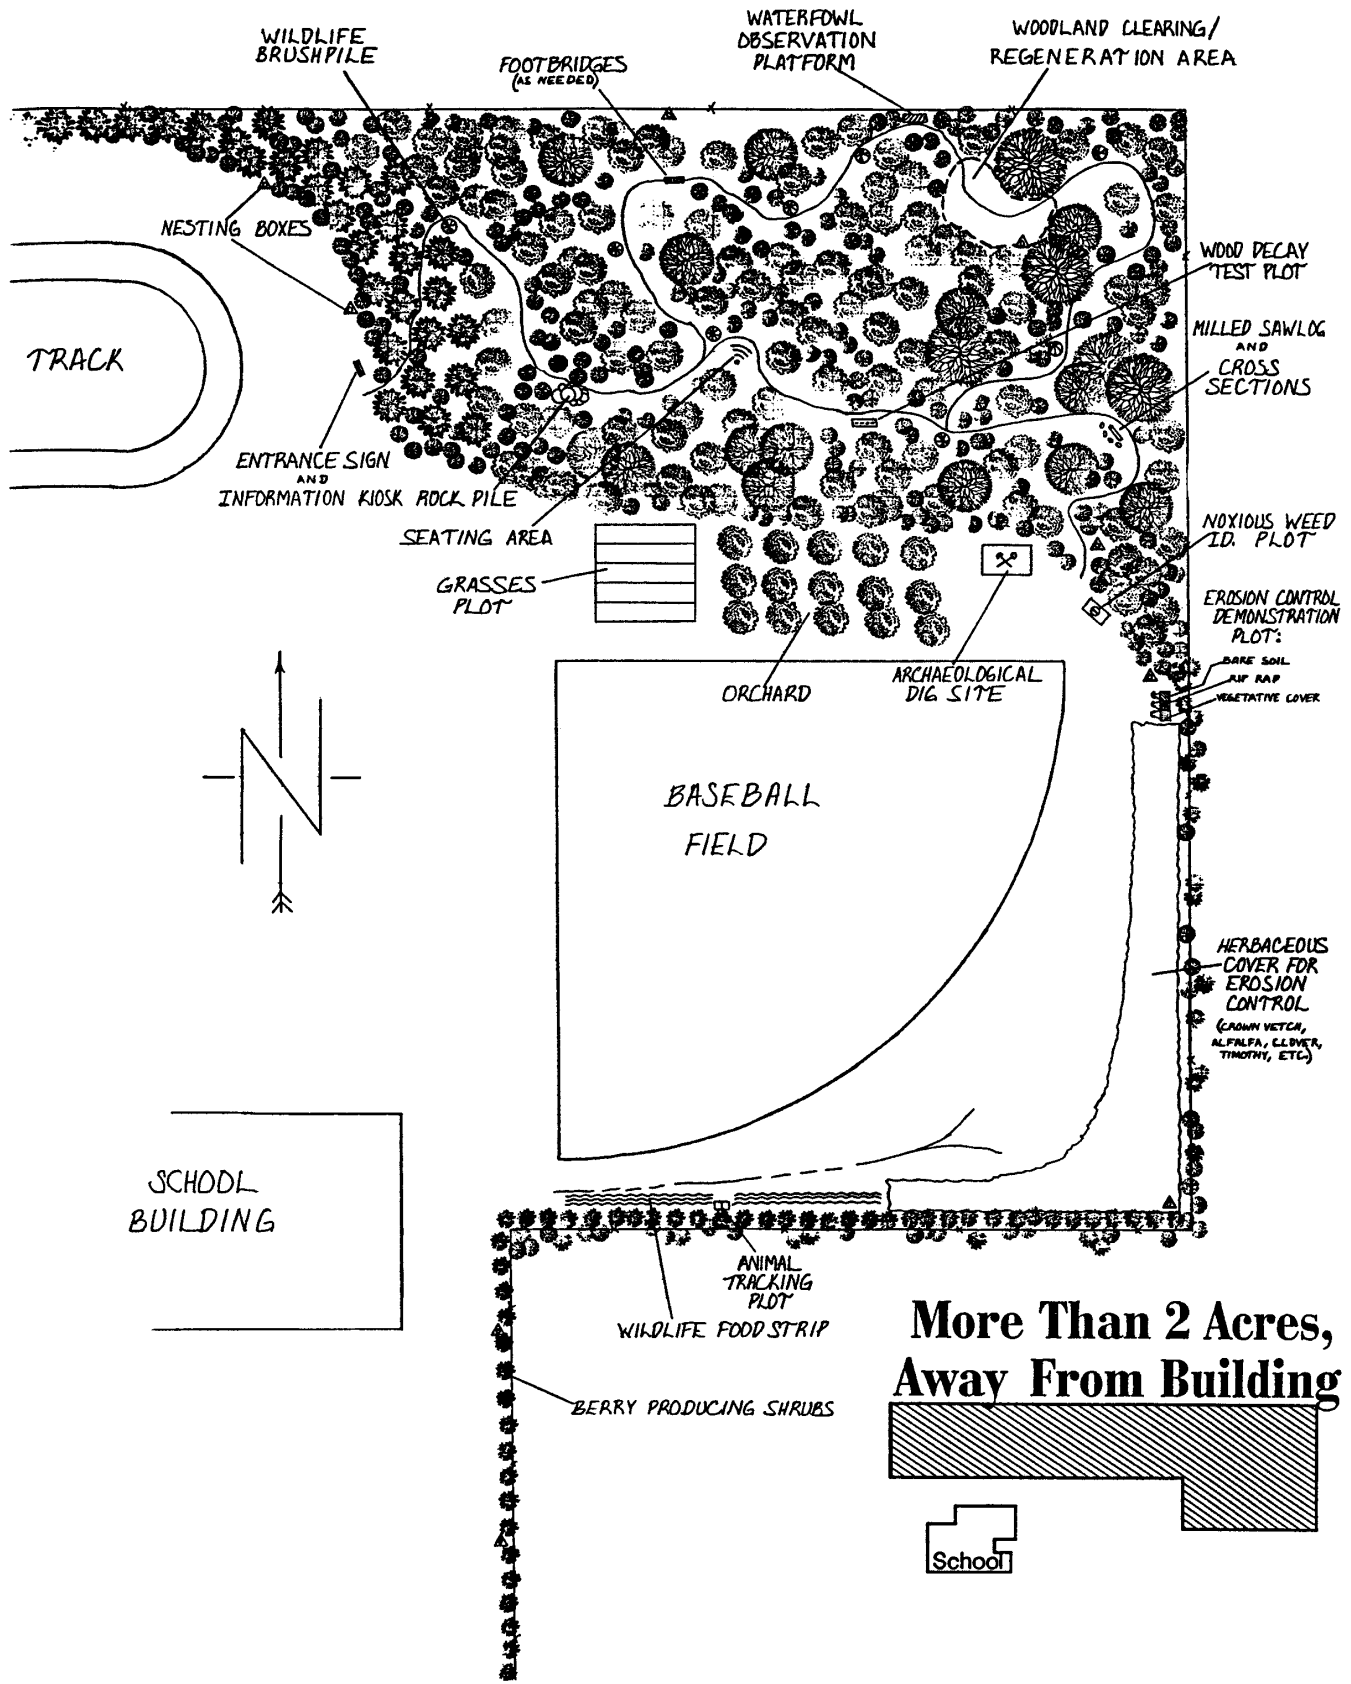 WILDLIFE
BRUSHPILE
FOOTBRIDGES
(AS NEEDED)
WATERFOWL
OBSERVATION
PLATFORM
WOODLAND CLEARING/
REGENERATION AREA
NESTING BOXES
TRACK
WOOD DECAY
TEST PLOT
MILLED SAWLOG
AND
CROSS
SECTIONS
ENTRANCE SIGN
AND
INFORMATION KIOSK
ROCK PILE
SEATING AREA
GRASSES
PLOT
ORCHARD
ARCHAEOLOGICAL
DIG SITE
NOXIOUS WEED
I.D. PLOT
EROSION CONTROL
DEMONSTRATION
PLOT:
BARE SOIL
RIP RAP
VEGETATIVE COVER
N
BASEBALL
FIELD
HERBACEOUS
COVER FOR
EROSION
CONTROL
(CROWN VETCH,
ALFALFA, CLOVER,
TIMOTHY, ETC.)
SCHOOL
BUILDING
ANIMAL
TRACKING
PLOT
WILDLIFE FOOD STRIP
BERRY PRODUCING SHRUBS
More Than 2 Acres,
Away From Building
School